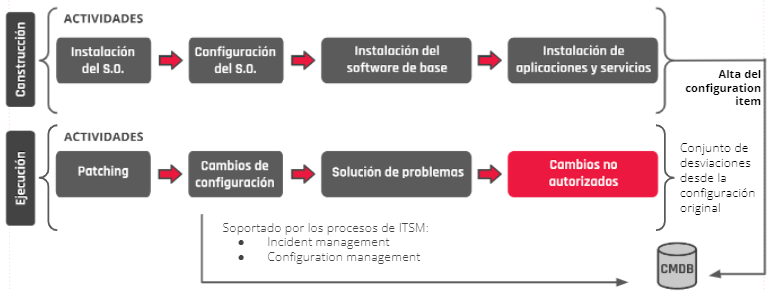 Construcción
ACTIVIDADES
Instalación
del S.O.
Configuración
del S.O.
Instalación del
software de base
Instalación de
aplicaciones y servicios
Alta del
configuration
item
Ejecución
ACTIVIDADES
Patching
Cambios de
configuración
Solución de problemas
Cambios no
autorizados
Conjunto de
desviaciones
desde la
configuración
original
Soportado por los procesos de ITSM:
● Incident management
● Configuration management
CMDB